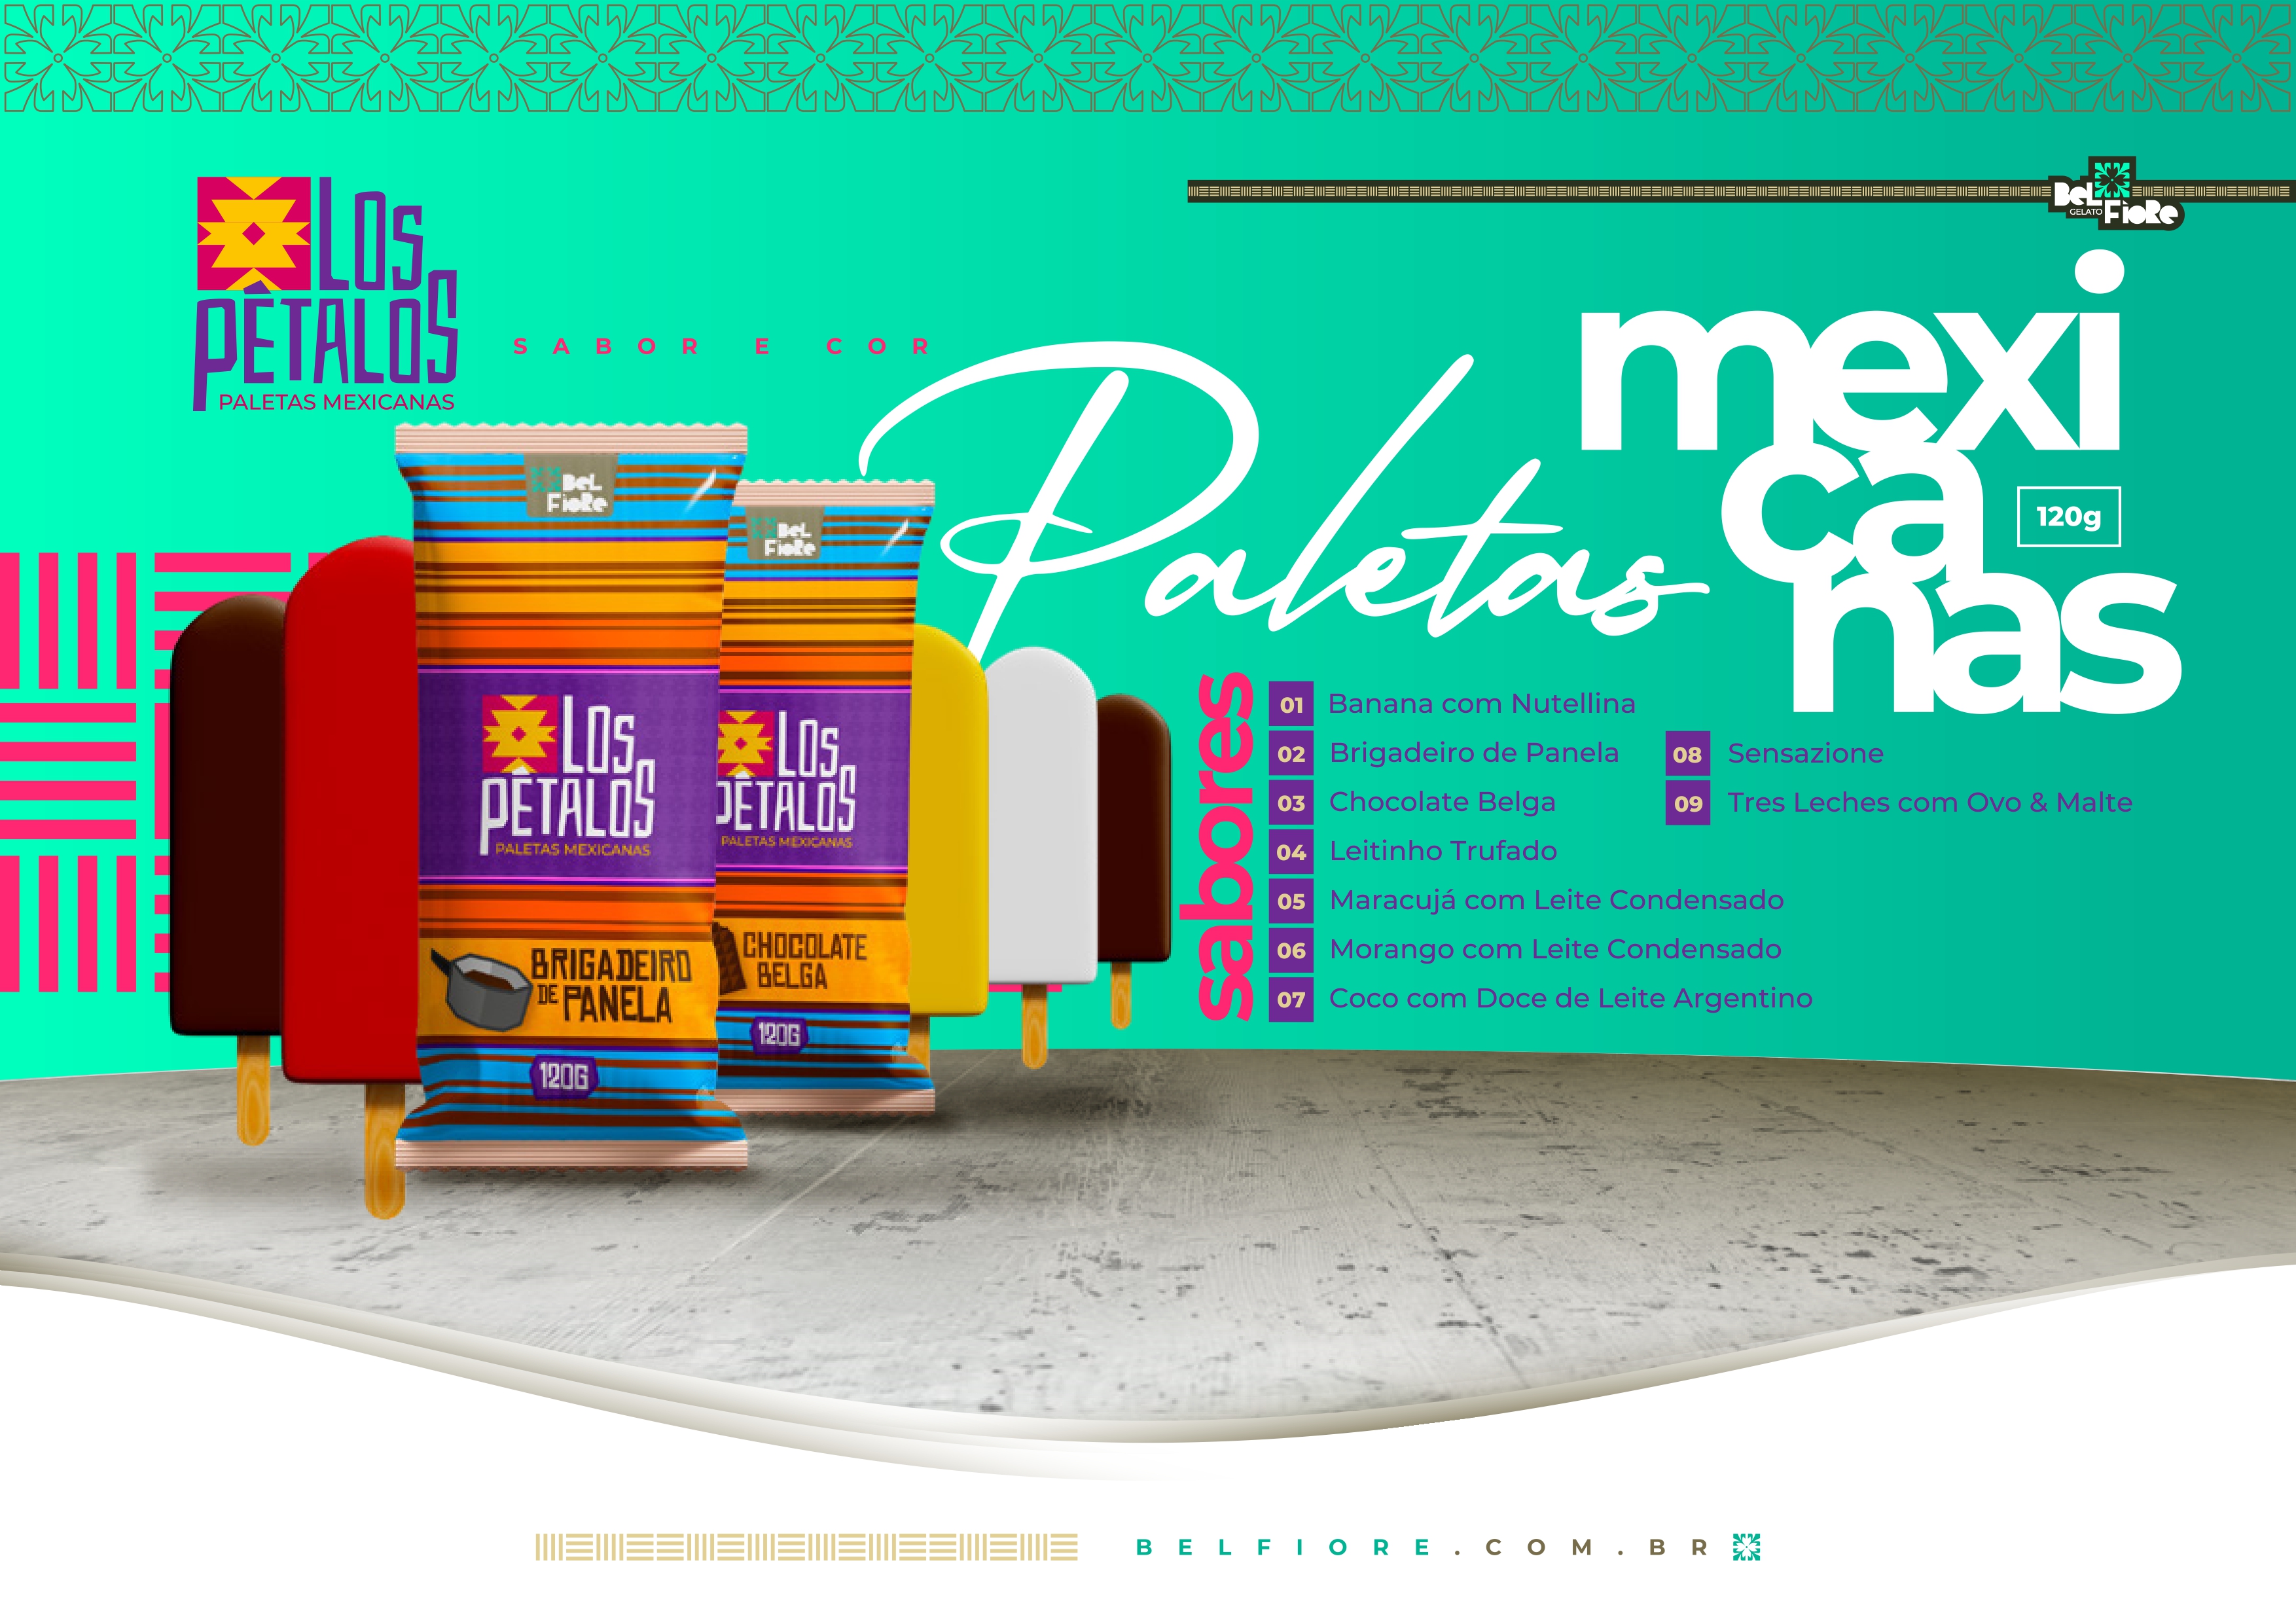 BeL
GELATO FioRe
LOS
PÊTALOS
PALETAS MEXICANAS
SABOR E COR
Paletas
mexi
ca
nas
120g
BeL
FioRe
LOS
PÊTALOS
PALETAS MEXICANAS
BRIGADEIRO
DE PANELA
120G
BeL
FioRe
LOS
PÊTALOS
PALETAS MEXICANAS
CHOCOLATE
BELGA
120G
sabores
01 Banana com Nutellina
02 Brigadeiro de Panela
03 Chocolate Belga
04 Leitinho Trufado
05 Maracujá com Leite Condensado
06 Morango com Leite Condensado
07 Coco com Doce de Leite Argentino
08 Sensazione
09 Tres Leches com Ovo & Malte
BELFIORE.COM.BR